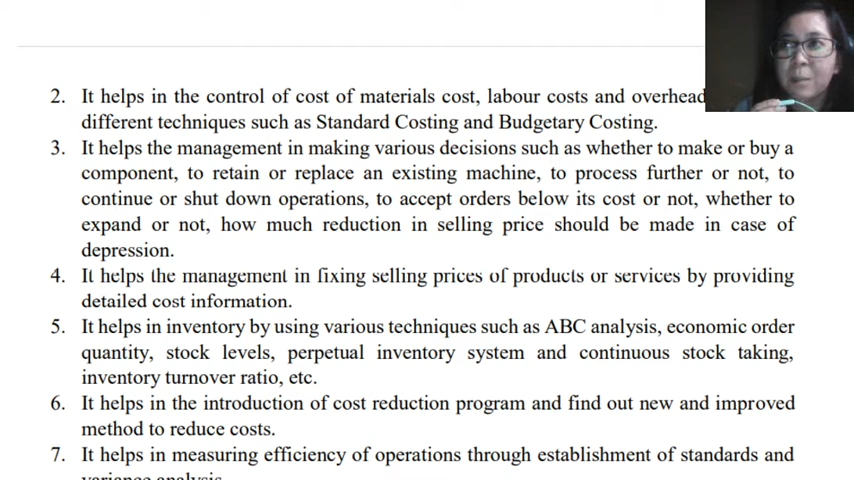 2. It helps in the control of cost of materials cost, labour costs and overhead
different techniques such as Standard Costing and Budgetary Costing.
3. It helps the management in making various decisions such as whether to make or buy a
component, to retain or replace an existing machine, to process further or not, to
continue or shut down operations, to accept orders below its cost or not, whether to
expand or not, how much reduction in selling price should be made in case of
depression.
4. It helps the management in fixing selling prices of products or services by providing
detailed cost information.
5. It helps in inventory by using various techniques such as ABC analysis, economic order
quantity, stock levels, perpetual inventory system and continuous stock taking,
inventory turnover ratio, etc.
6. It helps in the introduction of cost reduction program and find out new and improved
method to reduce costs.
7. It helps in measuring efficiency of operations through establishment of standards and
variance analysis.